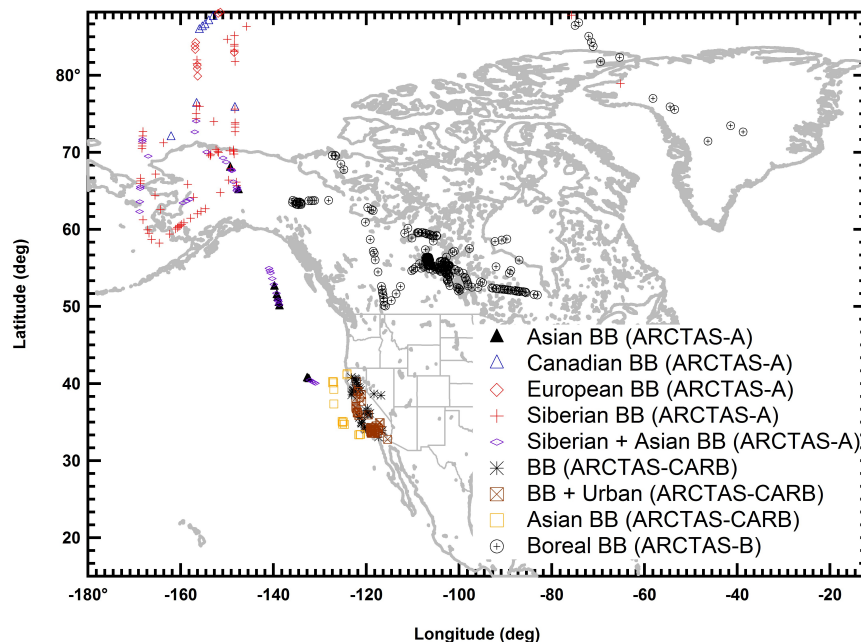 80°
70
60
50
40
30
20
Latitude (deg)
Asian BB (ARCTAS-A)
Canadian BB (ARCTAS-A)
European BB (ARCTAS-A)
Siberian BB (ARCTAS-A)
Siberian + Asian BB (ARCTAS-A)
BB (ARCTAS-CARB)
BB + Urban (ARCTAS-CARB)
Asian BB (ARCTAS-CARB)
Boreal BB (ARCTAS-B)
-180° -160 -140 -120 -100 -80 -60 -40 -20
Longitude (deg)